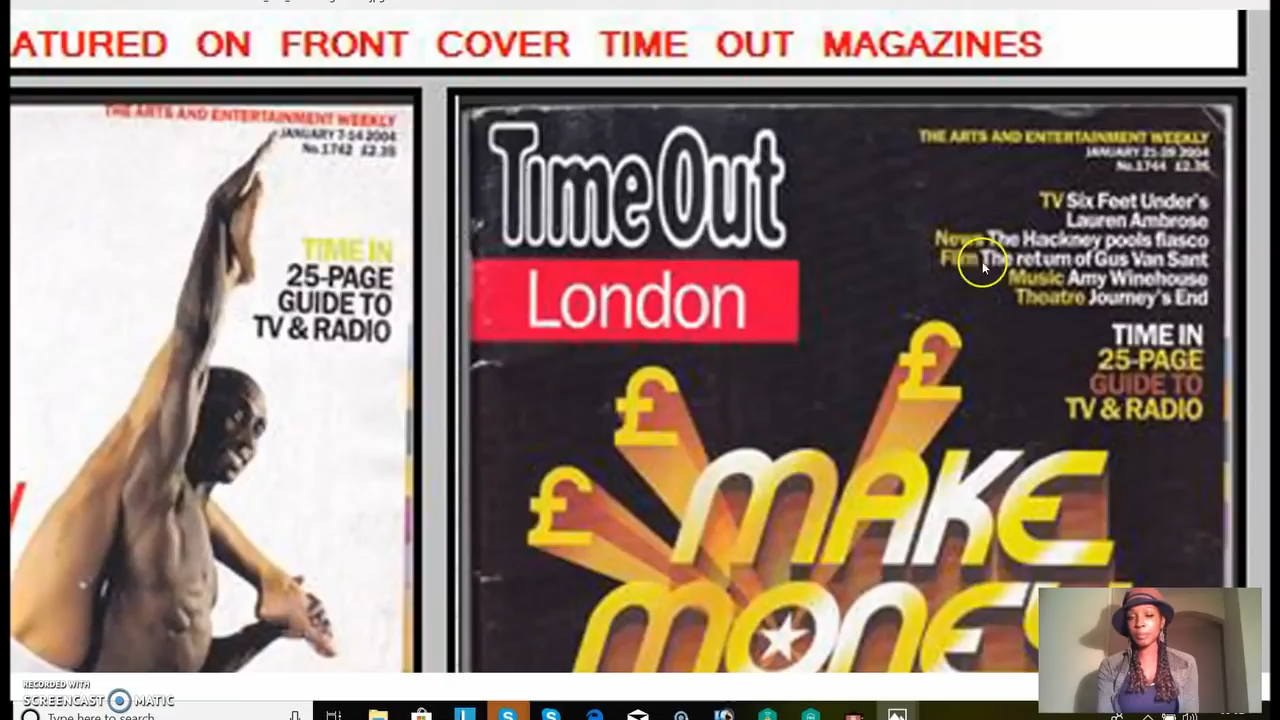 ATURED ON FRONT COVER TIME OUT MAGAZINES
THE ARTS AND ENTERTAINMENT WEEKLY
JANUARY 7-14 2004
No.1762 £2.35
TIME IN
25-PAGE
GUIDE TO
TV & RADIO
Time Out
London
THE ARTS AND ENTERTAINMENT WEEKLY
2004
No.1744 £2.35
TV Six Feet Under's
Lauren Ambrose
News The Hackney pools fiasco
Film The return of Gus Van Sant
Music Amy Winehouse
Theatre Journey's End
TIME IN
25-PAGE
GUIDE TO
TV & RADIO
£
£
£
MAKE
MONEY
RECORDED WITH
SCREENCAST MATIC
Type here to search